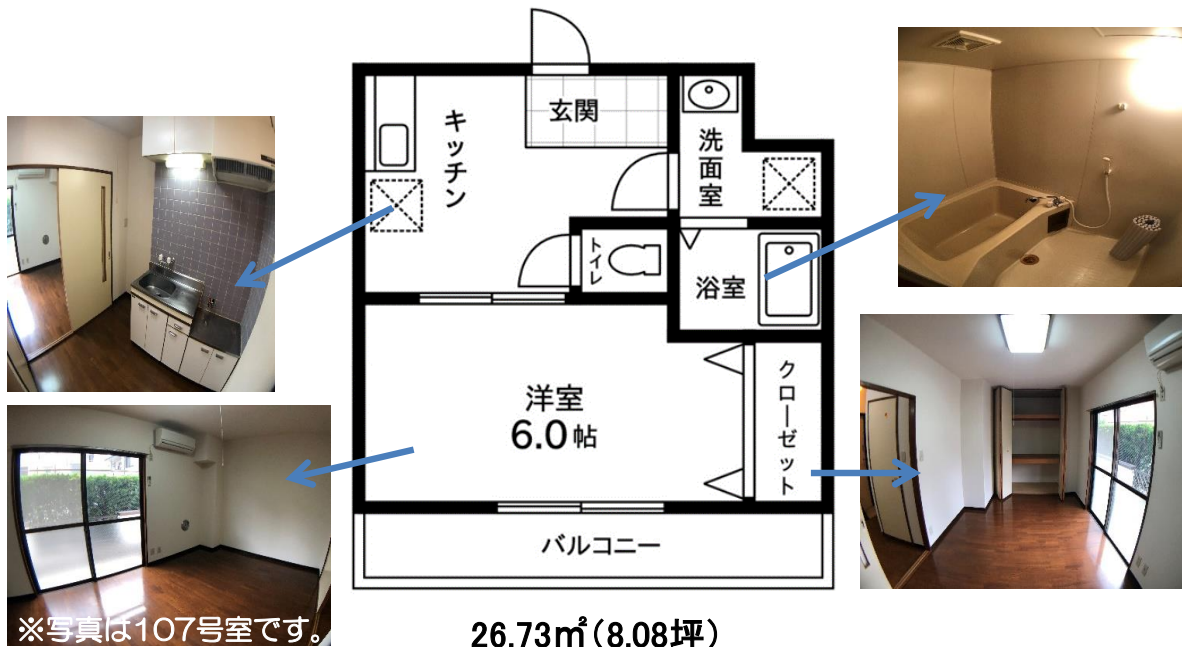 玄関
キッチン
洗面室
トイレ
浴室
洋室
6.0帖
クローゼット
バルコニー
※写真は107号室です。
26.73㎡(8.08坪)